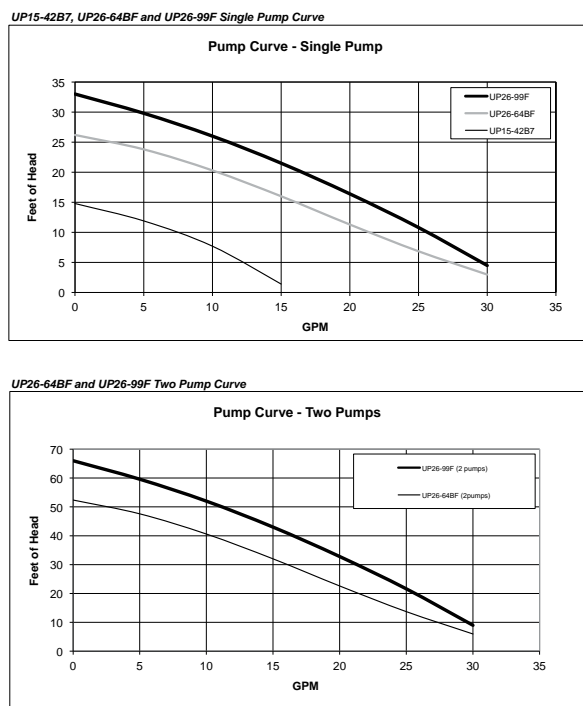 UP15-42B7, UP26-64BF and UP26-99F Single Pump Curve
Pump Curve - Single Pump
35
30
25
20
15
10
5
0
Feet of Head
UP26-99F
UP26-64BF
UP15-42B7
0 5 10 15 20 25 30 35
GPM
UP26-64BF and UP26-99F Two Pump Curve
Pump Curve - Two Pumps
70
60
50
40
30
20
10
0
Feet of Head
UP26-99F (2 pumps)
UP26-64BF (2pumps)
0 5 10 15 20 25 30 35
GPM